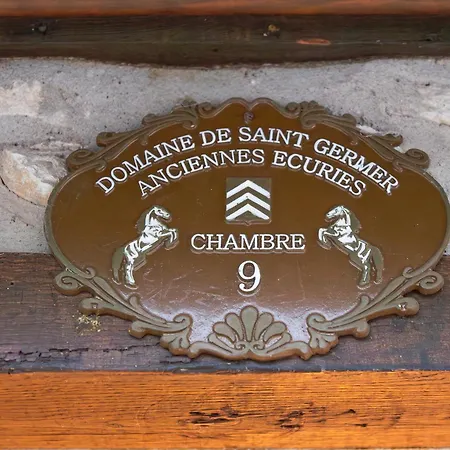 DOMAINE DE SAINT GERMER
ANCIENNES ECURIES
CHAMBRE
9